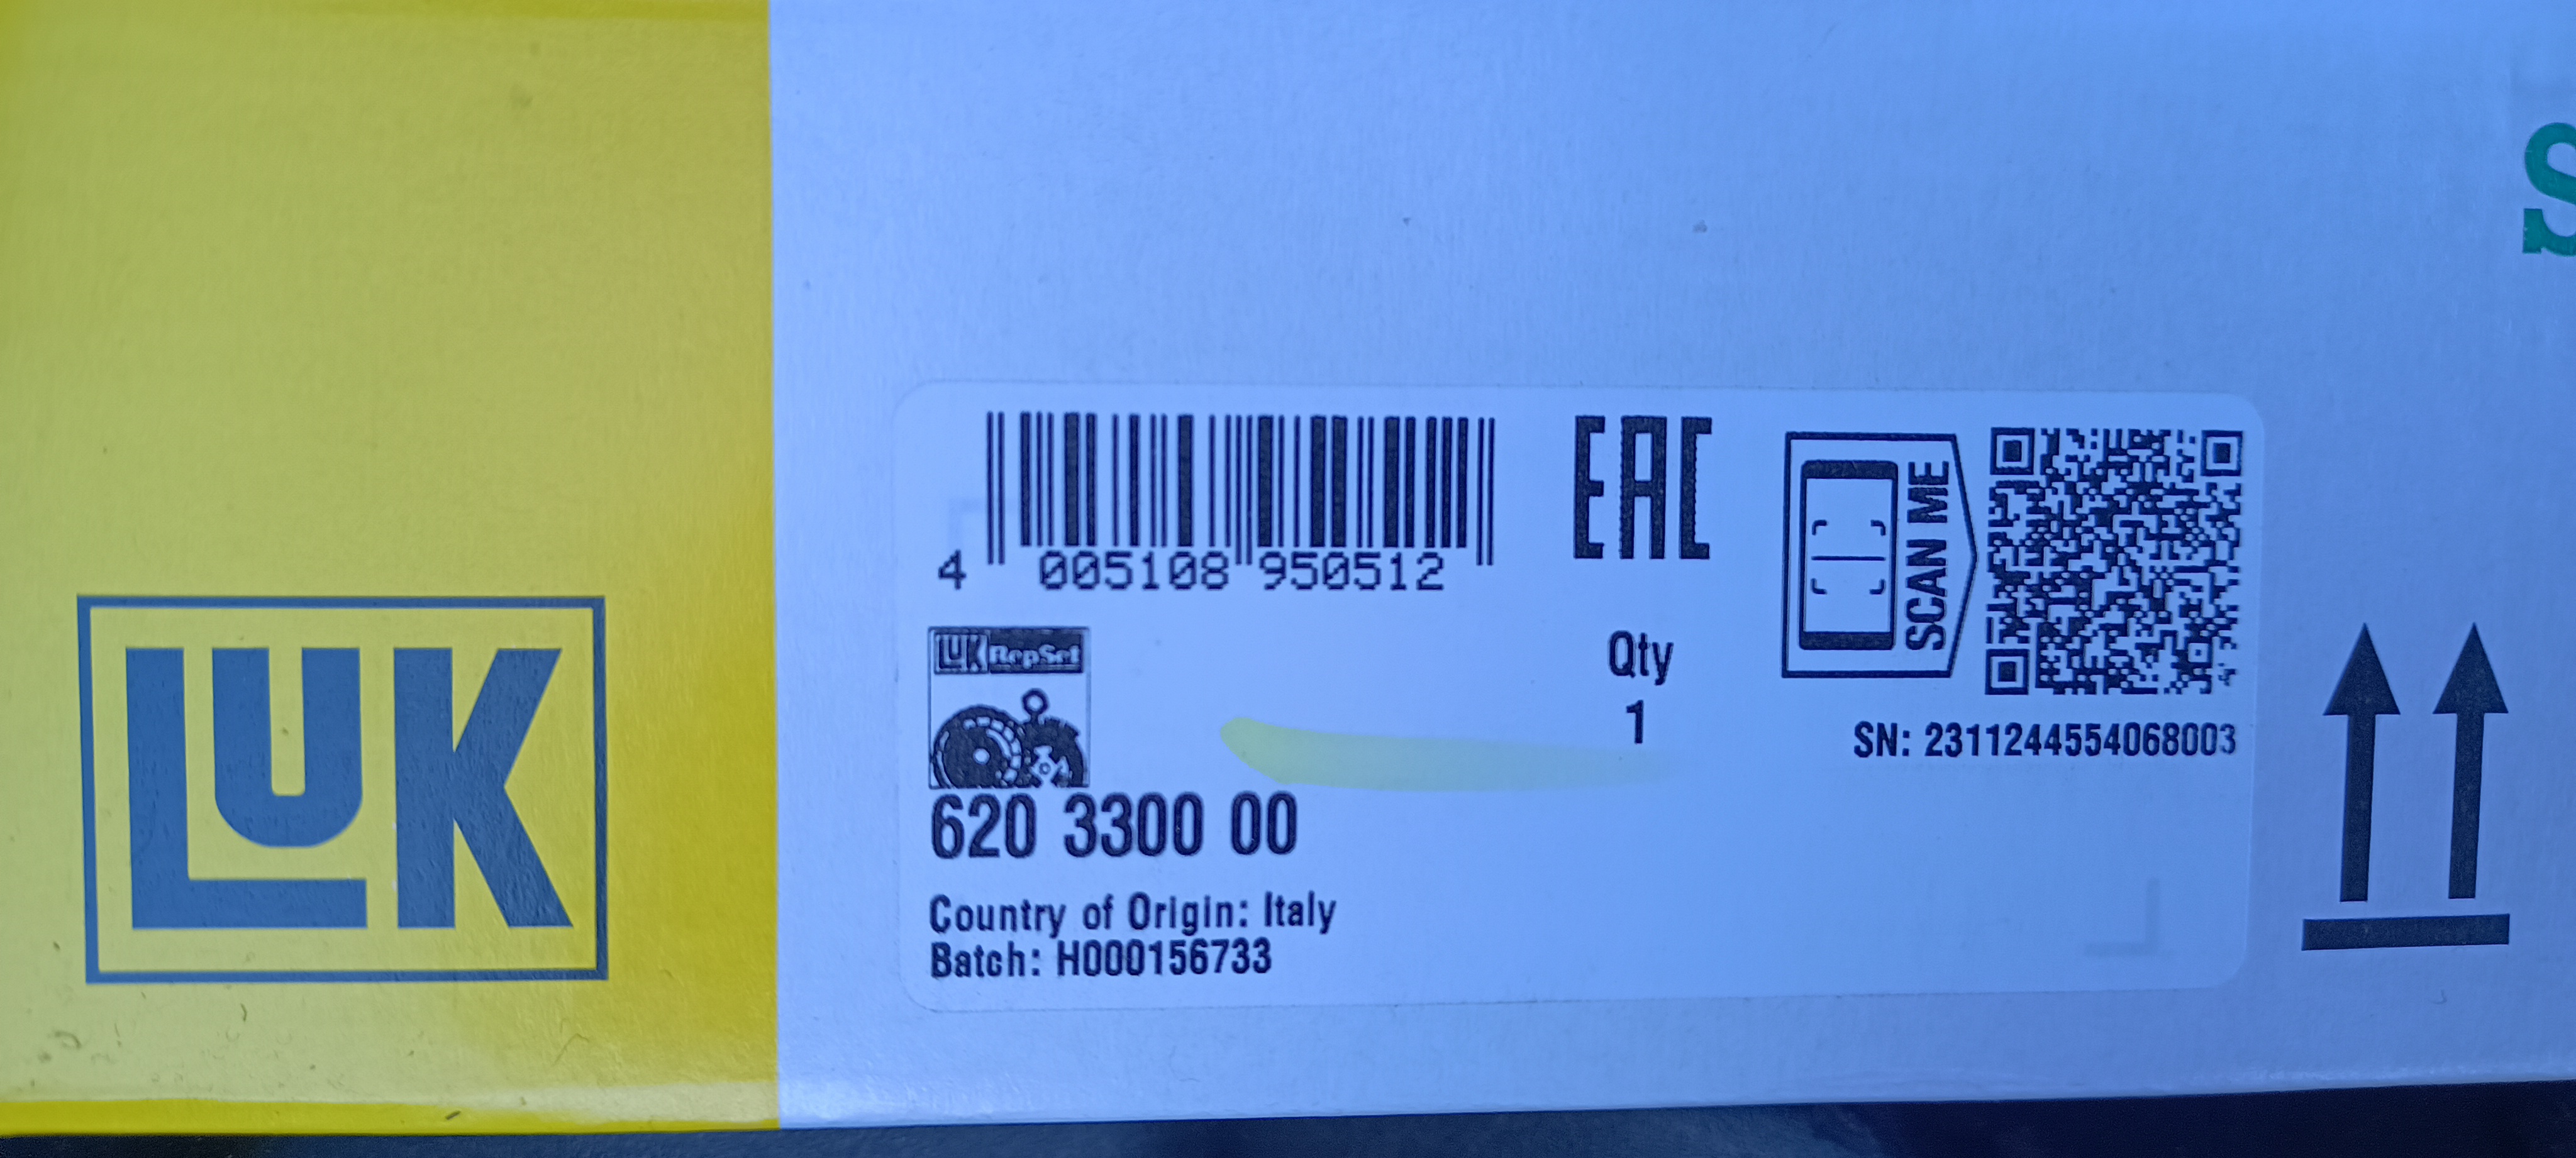 S
LUK
4 005108 950512
EAC
SCAN ME
LUK RepSet
Qty
1
SN: 2311244554068003
620 3300 00
Country of Origin: Italy
Batch: H000156733